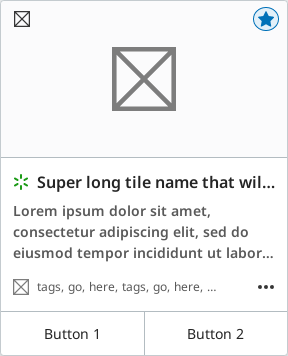 Super long tile name that wil...
Lorem ipsum dolor sit amet,
consectetur adipiscing elit, sed do
eiusmod tempor incididunt ut labor...
tags, go, here, tags, go, here, ...
Button 1
Button 2